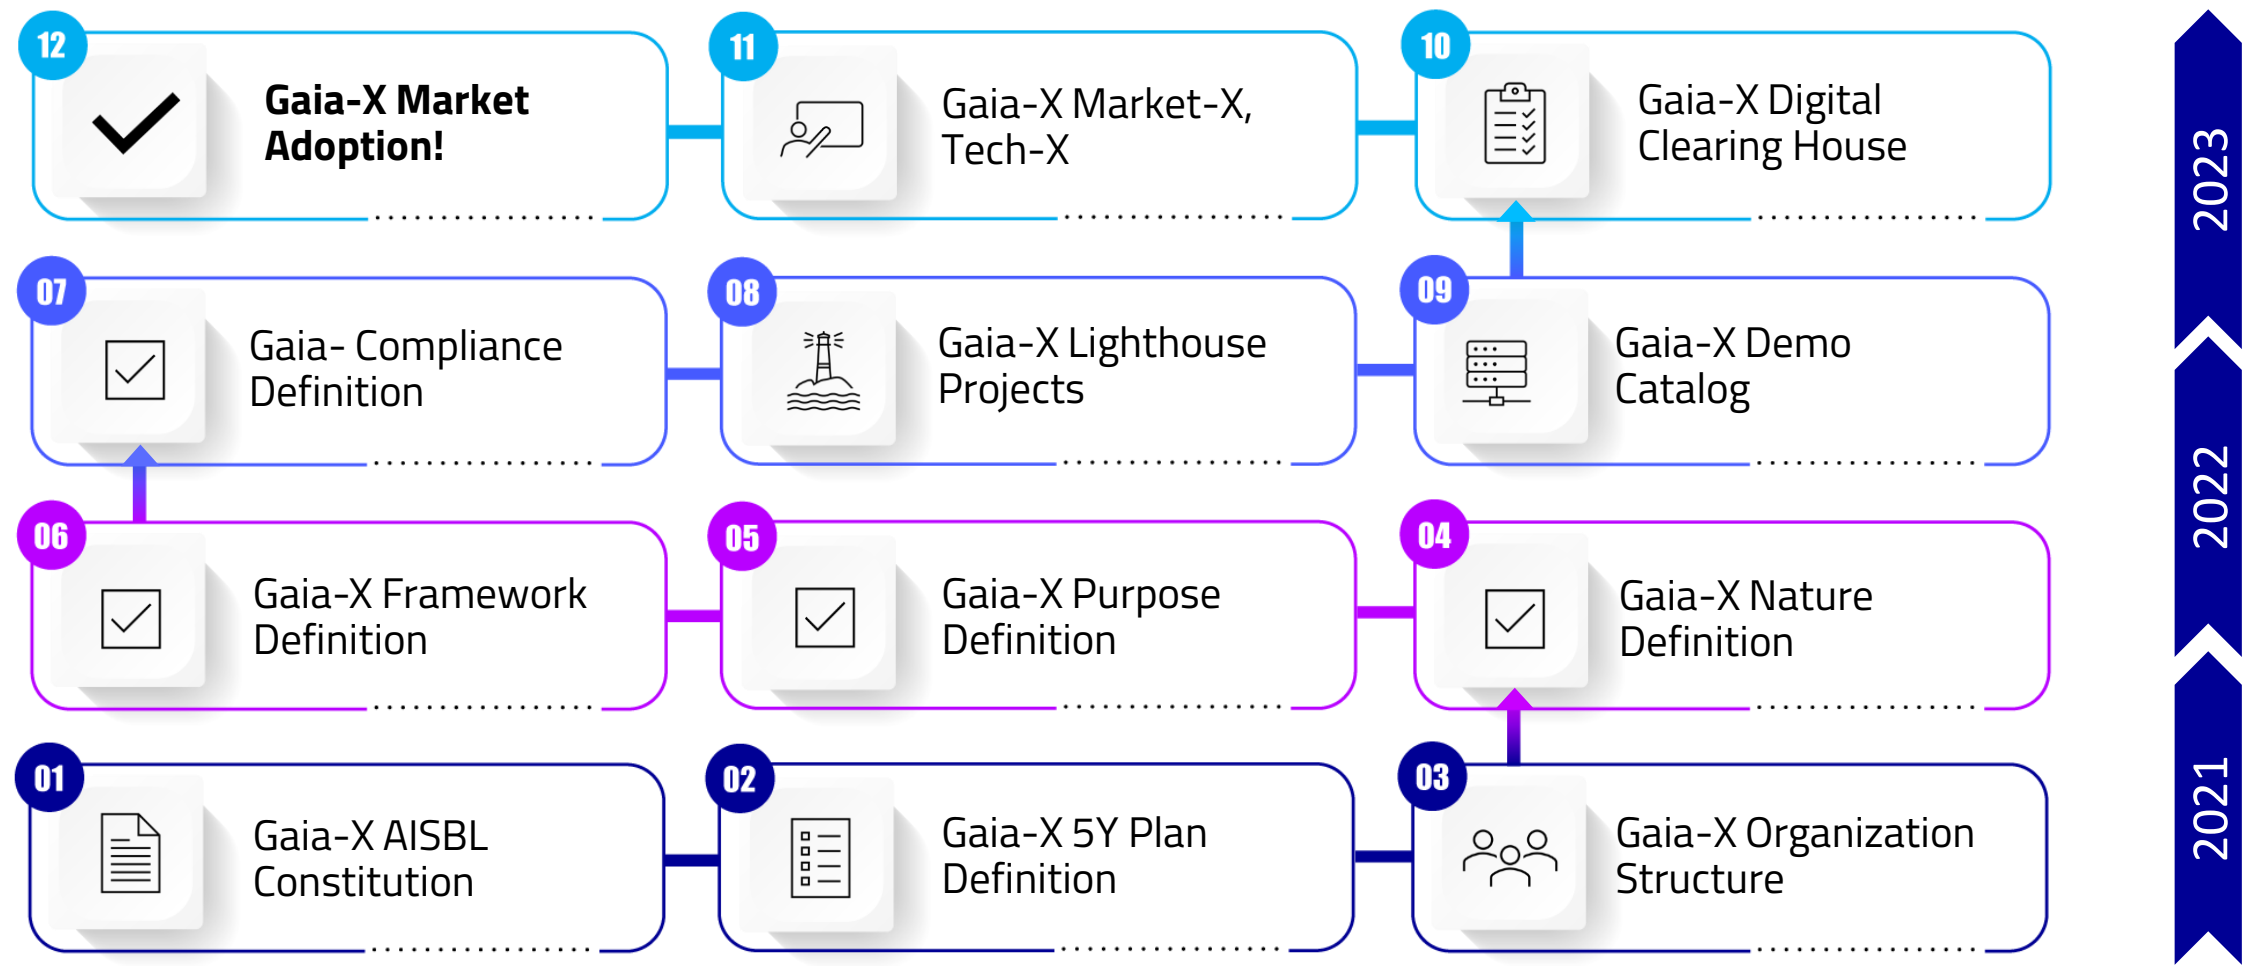 12
Gaia-X Market
Adoption!
11
Gaia-X Market-X,
Tech-X
10
Gaia-X Digital
Clearing House
2023
07
Gaia- Compliance
Definition
08
Gaia-X Lighthouse
Projects
09
Gaia-X Demo
Catalog
2022
06
Gaia-X Framework
Definition
05
Gaia-X Purpose
Definition
04
Gaia-X Nature
Definition
01
Gaia-X AISBL
Constitution
02
Gaia-X 5Y Plan
Definition
03
Gaia-X Organization
Structure
2021